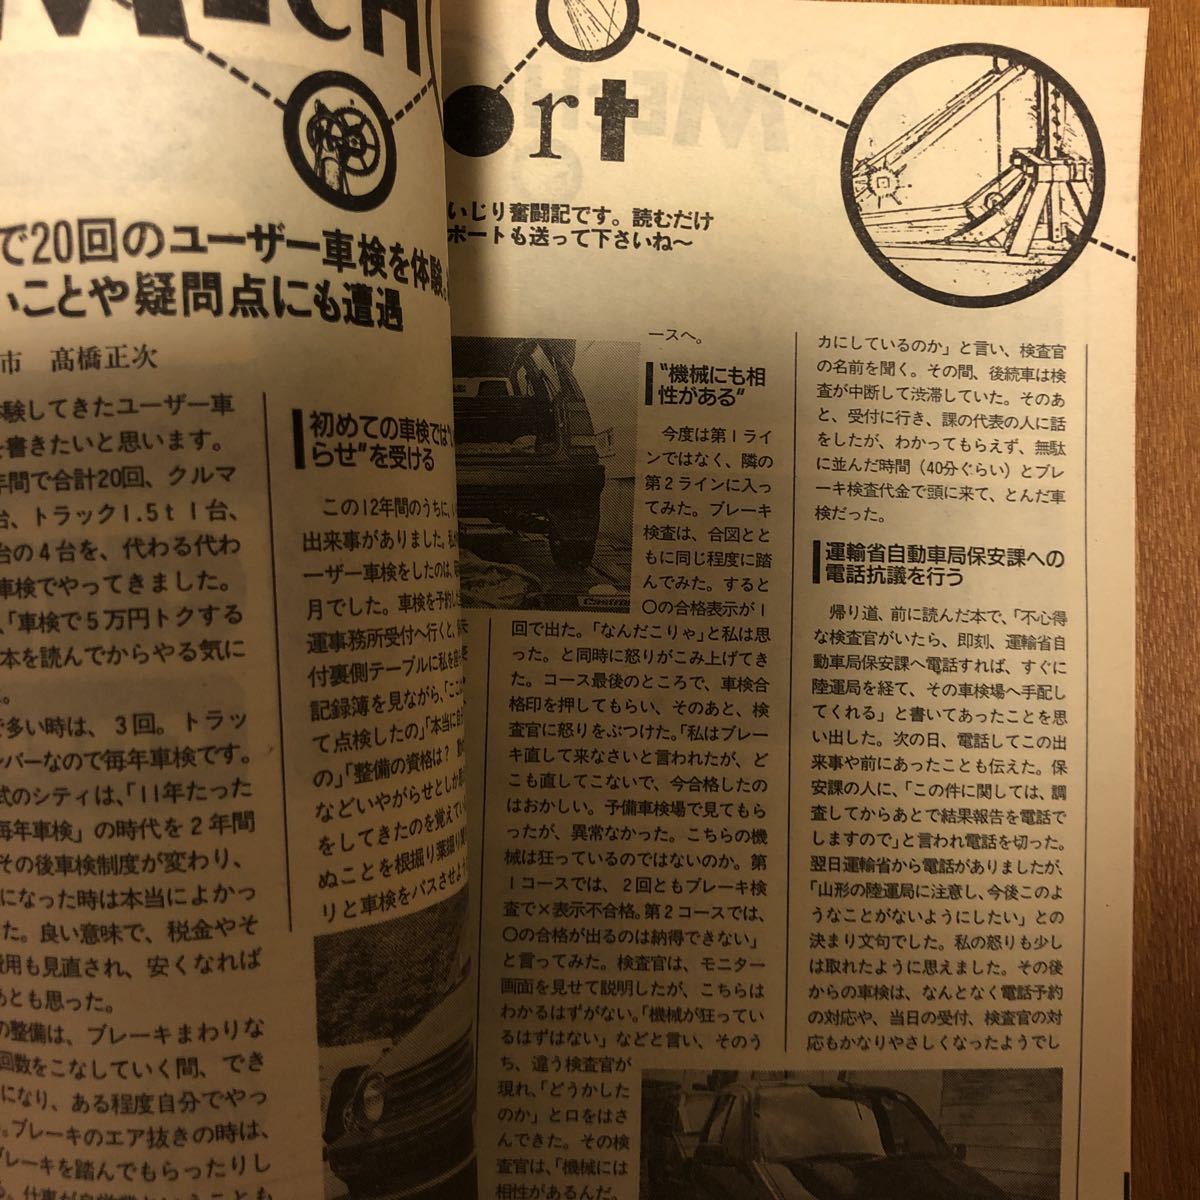 MECH
ort
いじり奮闘記です。読むだけ
ポートも送って下さいね～
で20回のユーザー車検を体験
いことや疑問点にも遭遇
市　髙橋正次
験してきたユーザー車
を書きたいと思います。
年間で合計20回、クルマ
台、トラック1.5t1台、
台の4台を、代わる代わ
車検でやってきました。
、「車検で5万円トクする
本を読んでからやる気に
。
で多い時は、3回。トラッ
ンバーなので毎年車検です。
式のシティは、「11年たった
毎年車検」の時代を2年間
その後車検制度が変わり、
になった時は本当によかっ
た。良い意味で、税金やそ
費用も見直され、安くなれば
あとも思った。
の整備は、ブレーキまわりな
回数をこなしていく間、でき
になり、ある程度自分でやっ
。ブレーキのエア抜きの時は、
ブレーキを踏んでもらったりし
初めての車検では
らせ"を受ける
この12年間のうちに、
出来事がありました。
ーザー車検をしたのは、
月でした。車検を予約し
運事務所受付へ行くと、
付裏側テーブルに私を
記録簿を見ながら、「ここ
て点検したの」「本当に
の」「整備の資格は？
などいやがらせとしか
をしてきたのを覚えてい
ぬことを根掘り葉掘り
リと車検をパスさせよ
ースへ。
"機械にも相
性がある"
今度は第1ライ
ンではなく、隣の
第2ラインに入っ
てみた。ブレーキ
検査は、合図とと
もに同じ程度に踏
んでみた。すると
〇の合格表示が1
回で出た。「なんだこりゃ」と私は思
った。と同時に怒りがこみ上げてき
た。コース最後のところで、車検合
格印を押してもらい、そのあと、検
査官に怒りをぶつけた。「私はブレー
キ直して来なさいと言われたが、ど
こも直してこないで、今合格したの
はおかしい。予備車検場で見てもら
ったが、異常なかった。こちらの機
械は狂っているのではないのか。第
1コースでは、2回ともブレーキ検
査で×表示不合格。第2コースでは、
〇の合格が出るのは納得できない」
と言ってみた。検査官は、モニター
画面を見せて説明したが、こちらは
わかるはずがない。「機械が狂ってい
るはずはない」などと言い、そのう
ち、違う検査官が
現れ、「どうかした
のか」と口をはさ
んできた。その検
査官は、「機械には
相性があるんだ。
カにしているのか」と言い、検査官
の名前を聞く。その間、後続車は検
査が中断して渋滞していた。そのあ
と、受付に行き、課の代表の人に話
をしたが、わかってもらえず、無駄
に並んだ時間（40分ぐらい）とブレ
ーキ検査代金で頭に来て、とんだ車
検だった。
運輸省自動車局保安課への
電話抗議を行う
帰り道、前に読んだ本で、「不心得
な検査官がいたら、即刻、運輸省自
動車局保安課へ電話すれば、すぐに
陸運局を経て、その車検場へ手配し
てくれる」と書いてあったことを思
い出した。次の日、電話してこの出
来事や前にあったことも伝えた。保
安課の人に、「この件に関しては、調
査してからあとで結果報告を電話で
しますので」と言われ電話を切った。
翌日運輸省から電話がありましたが、
「山形の陸運局に注意し、今後このよ
うなことがないようにしたい」との
決まり文句でした。私の怒りも少し
は取れたように思えました。その後
からの車検は、なんとなく電話予約
の対応や、当日の受付、検査官の対
応もかなりやさしくなったようでし